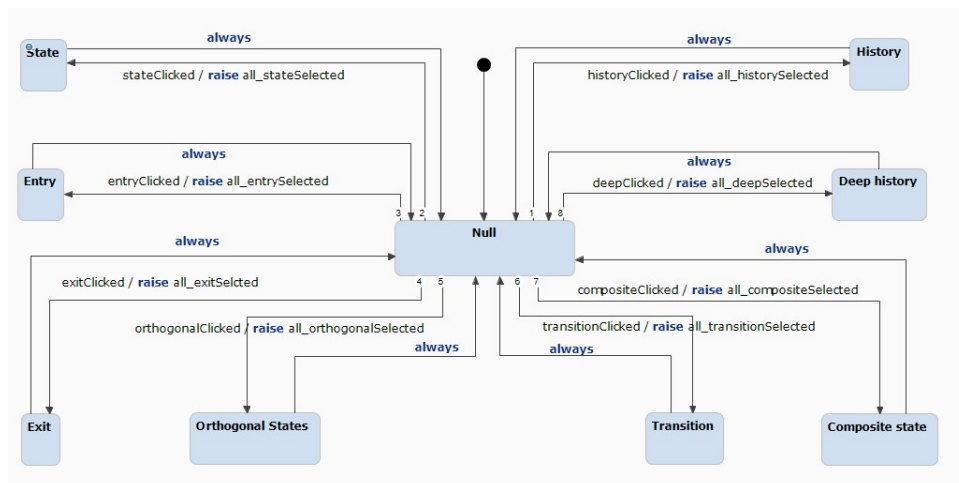 always
State
stateClicked / raise all_stateSelected
always
History
historyClicked / raise all_historySelected
always
Entry
entryClicked / raise all_entrySelected
always
Deep history
deepClicked / raise all_deepSelected
3 2 1 8
Null
4 5 6 7
always
exitClicked / raise all_exitSelcted
always
compositeClicked / raise all_compositeSelected
orthogonalClicked / raise all_orthogonalSelected
transitionClicked / raise all_transitionSelected
always
always
Exit
Orthogonal States
Transition
Composite state